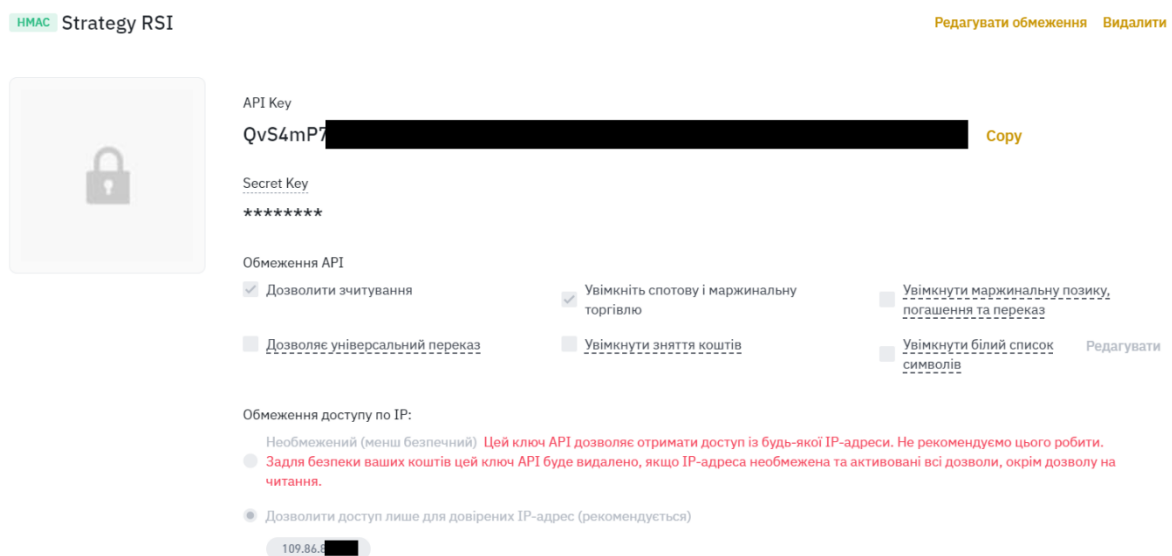 HMAC Strategy RSI
Редагувати обмеження Видалити
API Key
QvS4mP7
Copy
Secret Key
********
Обмеження API
Дозволити зчитування
Увімкніть спотову і маржинальну
торгівлю
Увімкнути маржинальну позику,
погашення та переказ
Дозволяє універсальний переказ
Увімкнути зняття коштів
Увімкнути білий список
символів
Редагувати
Обмеження доступу по IP:
Необмежений (менш безпечний) Цей ключ API дозволяє отримати доступ із будь-якої IP-адреси. Не рекомендуємо цього робити.
Задля безпеки ваших коштів цей ключ API буде видалено, якщо IP-адреса необмежена та активовані всі дозволи, окрім дозволу на
читання.
Дозволити доступ лише для довірених IP-адрес (рекомендується)
109.86.8